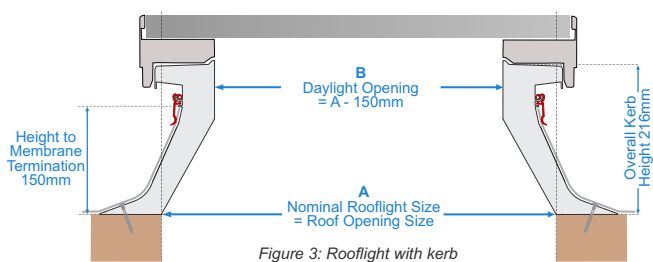 B
Daylight Opening
= A - 150mm
Height to
Membrane
Termination
150mm
Overall Kerb
Height 216mm
A
Nominal Rooflight Size
= Roof Opening Size
Figure 3: Rooflight with kerb